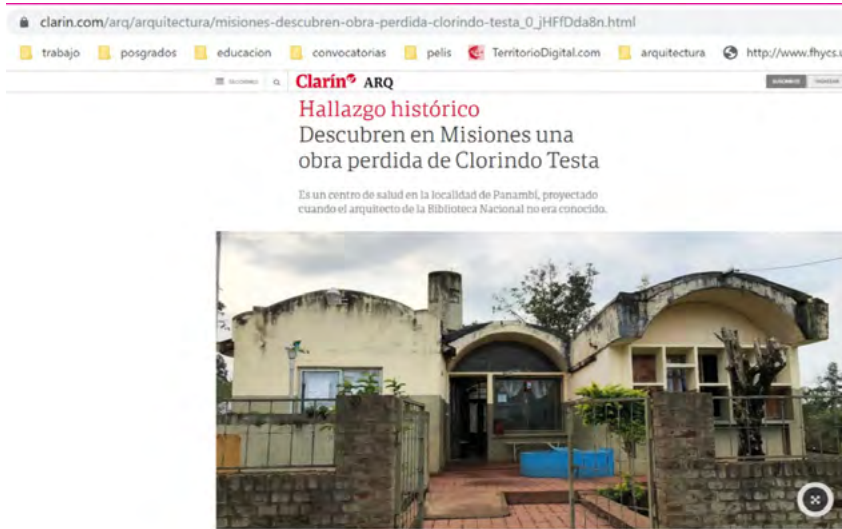 clarin.com/arq/arquitectura/misiones-descubren-obra-perdida-clorindo-testa_0_jHFfDda8n.html
trabajo posgrados educacion convocatorias pelis TerritorioDigital.com arquitectura http://www.fhycs.u
Clarín ARQ
Hallazgo histórico
Descubren en Misiones una
obra perdida de Clorindo Testa
Es un centro de salud en la localidad de Panambí, proyectado
cuando el arquitecto de la Biblioteca Nacional no era conocido.